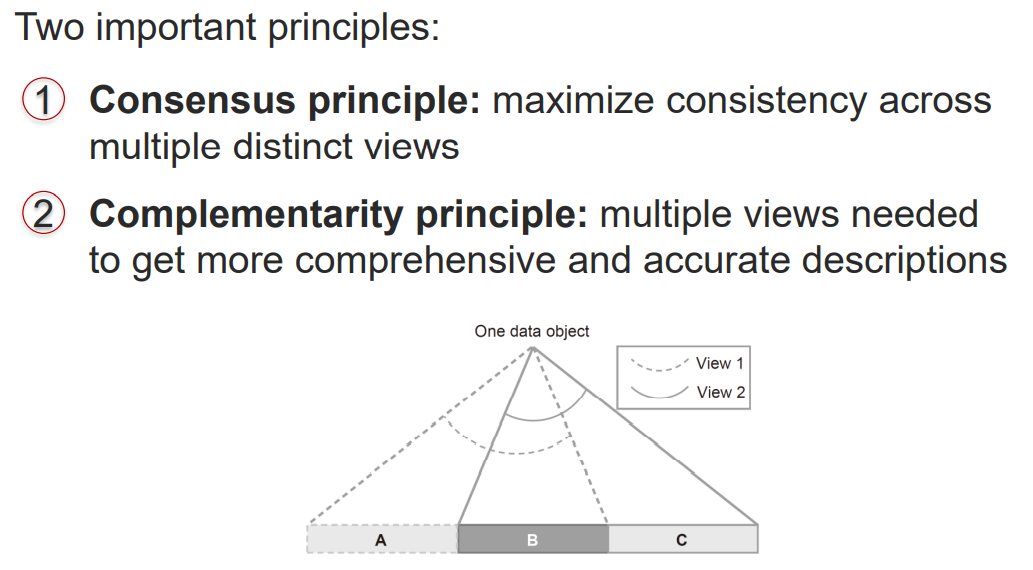 Two important principles:
1 Consensus principle: maximize consistency across
multiple distinct views
2 Complementarity principle: multiple views needed
to get more comprehensive and accurate descriptions
One data object
View 1
View 2
A B C